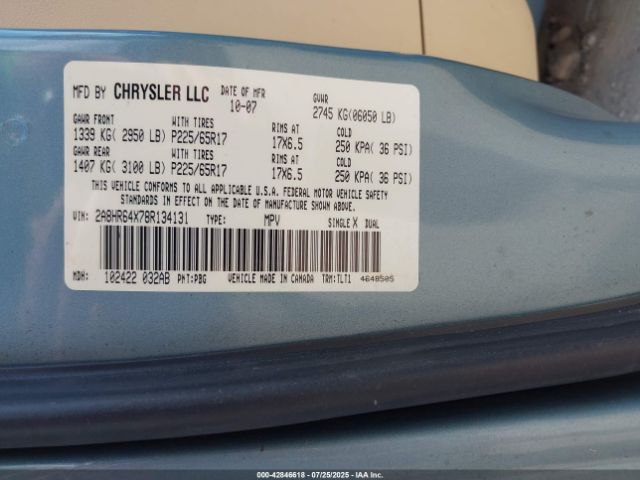 MFD BY CHRYSLER LLC DATE OF MFR 10-07 GVWR 2745 KG(06050 LB)
GAWR FRONT WITH TIRES RIMS AT COLD
1339 KG( 2950 LB) P225/65R17 17X6.5 250 KPA( 36 PSI)
GAWR REAR WITH TIRES RIMS AT COLD
1407 KG( 3100 LB) P225/65R17 17X6.5 250 KPA( 36 PSI)
THIS VEHICLE CONFORMS TO ALL APPLICABLE U.S.A. FEDERAL MOTOR VEHICLE SAFETY
STANDARDS IN EFFECT ON THE DATE OF MANUFACTURE SHOWN ABOVE
VIN: 2A8HR64X78R134131 TYPE: MPV SINGLE X DUAL
MDH: 102422 032AB PNT:PBG VEHICLE MADE IN CANADA TRM:TLT1 4648505
000-42846618 - 07/25/2025 - IAAI.COM